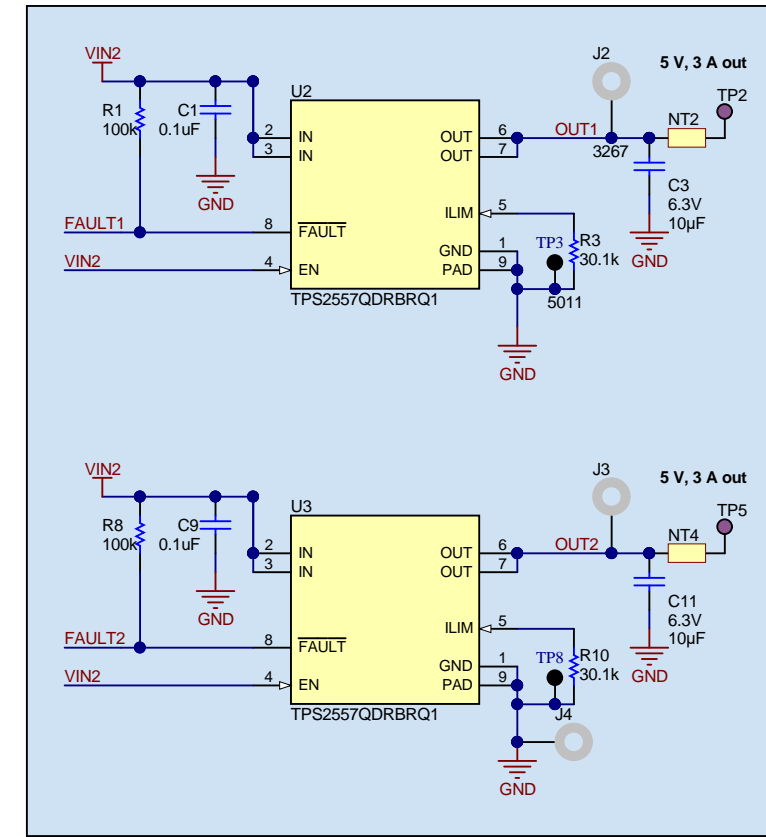 VIN2
J2
5 V, 3 A out
TP2
R1
100k
C1
0.1uF
U2
NT2
2
IN
OUT
6
OUT1
3
IN
OUT
7
3267
C3
6.3V
10µF
GND
ILIM
5
FAULT1
8
FAULT
GND
1
TP3
R3
30.1k
GND
VIN2
4
EN
PAD
9
TPS2557QDRBRQ1
5011
GND
VIN2
J3
5 V, 3 A out
TP5
R8
100k
C9
0.1uF
U3
NT4
2
IN
OUT
6
OUT2
3
IN
OUT
7
C11
6.3V
10µF
GND
ILIM
5
FAULT2
8
FAULT
GND
1
TP8
R10
30.1k
GND
VIN2
4
EN
PAD
9
TPS2557QDRBRQ1
J4
GND